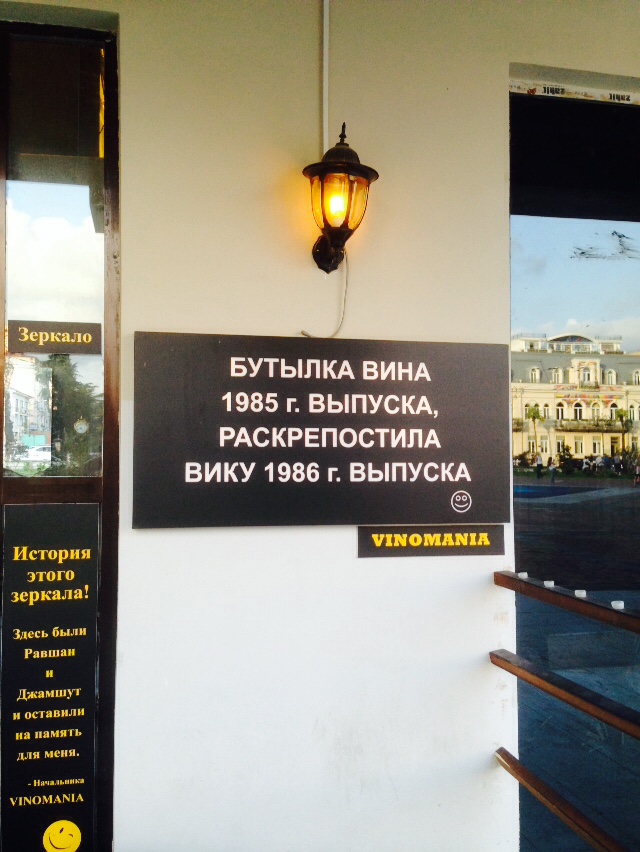 Зеркало
История
этого
зеркала!
Здесь были
Равшан
и
Джамшут
и оставили
на память
для меня.
- Начальника
VINOMANIA
БУТЫЛКА ВИНА
1985 г. ВЫПУСКА,
РАСКРЕПОСТИЛА
ВИКУ 1986 г. ВЫПУСКА
VINOMANIA